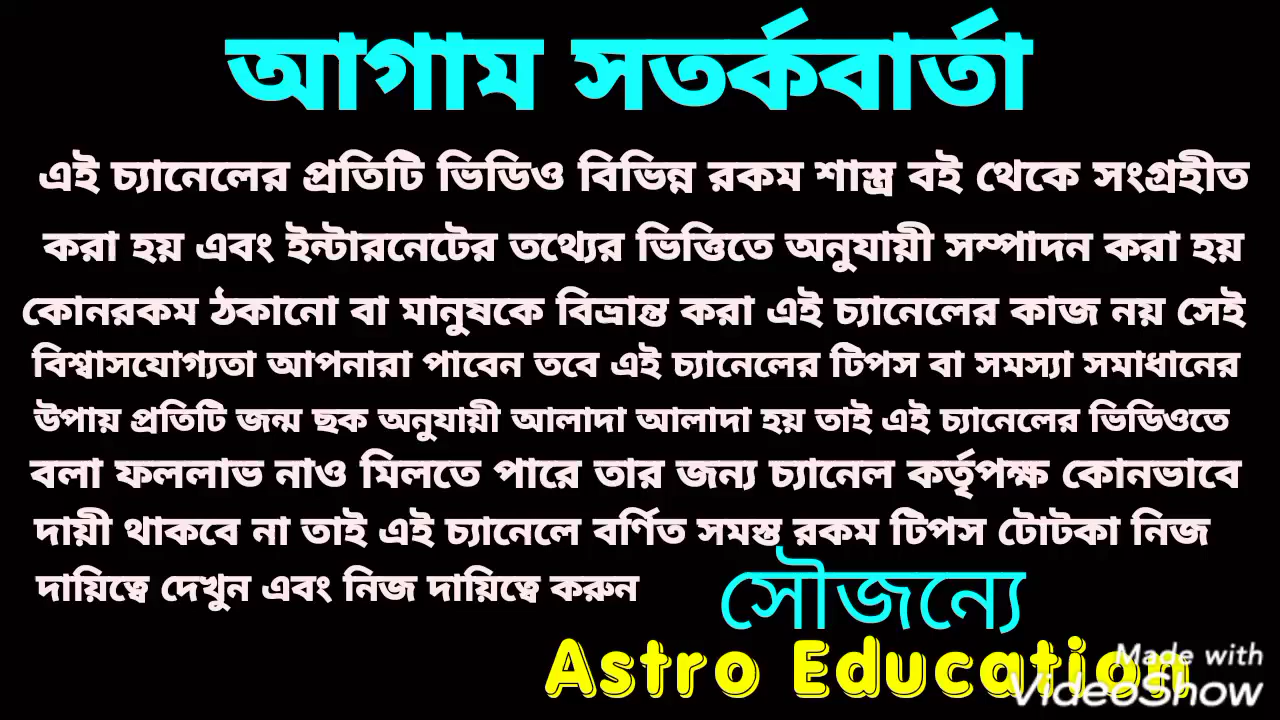 আগাম সতর্কবার্তা
এই চ্যানেলের প্রতিটি ভিডিও বিভিন্ন রকম শাস্ত্র বই থেকে সংগ্রহীত
করা হয় এবং ইন্টারনেটের তথ্যের ভিত্তিতে অনুযায়ী সম্পাদন করা হয়
কোনরকম ঠকানো বা মানুষকে বিভ্রান্ত করা এই চ্যানেলের কাজ নয় সেই
বিশ্বাসযোগ্যতা আপনারা পাবেন তবে এই চ্যানেলের টিপস বা সমস্যা সমাধানের
উপায় প্রতিটি জন্ম ছক অনুযায়ী আলাদা আলাদা হয় তাই এই চ্যানেলের ভিডিওতে
বলা ফললাভ নাও মিলতে পারে তার জন্য চ্যানেল কর্তৃপক্ষ কোনভাবে
দায়ী থাকবে না তাই এই চ্যানেলে বর্ণিত সমস্ত রকম টিপস টোটকা নিজ
দায়িত্বে দেখুন এবং নিজ দায়িত্বে করুন
সৌজন্যে
Astro Education
Made with
VideoShow